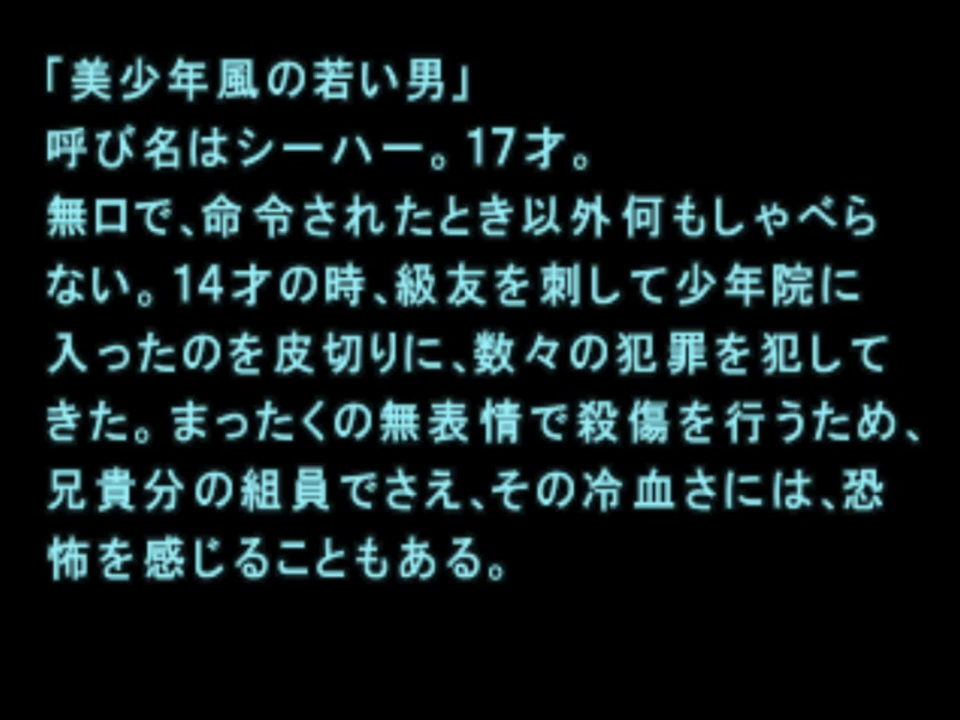 「美少年風の若い男」
呼び名はシーハー。17才。
無口で、命令されたとき以外何もしゃべら
ない。14才の時、級友を刺して少年院に
入ったのを皮切りに、数々の犯罪を犯して
きた。まったくの無表情で殺傷を行うため、
兄貴分の組員でさえ、その冷血さには、恐
怖を感じることもある。